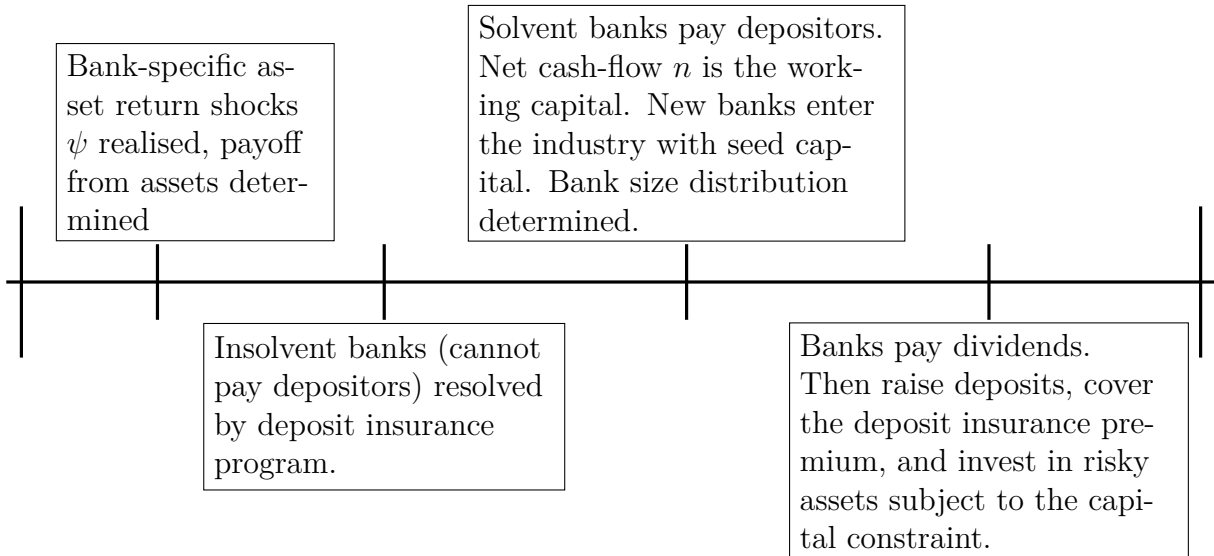 Bank-specific as-
set return shocks
ψ realised, payoff
from assets deter-
mined
Solvent banks pay depositors.
Net cash-flow n is the work-
ing capital. New banks enter
the industry with seed cap-
ital. Bank size distribution
determined.
Insolvent banks (cannot
pay depositors) resolved
by deposit insurance
program.
Banks pay dividends.
Then raise deposits, cover
the deposit insurance pre-
mium, and invest in risky
assets subject to the capi-
tal constraint.